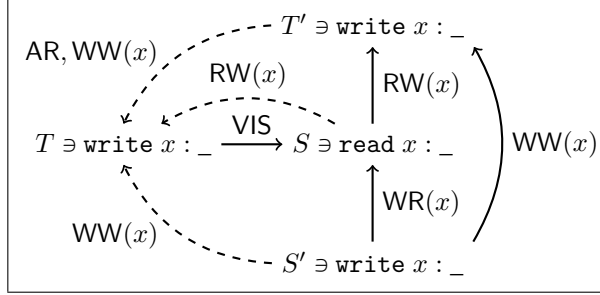 T′ ∋ write x : _
AR, WW(x)
RW(x)
RW(x)
VIS
T ∋ write x : _
S ∋ read x : _
WW(x)
WR(x)
WW(x)
S′ ∋ write x : _